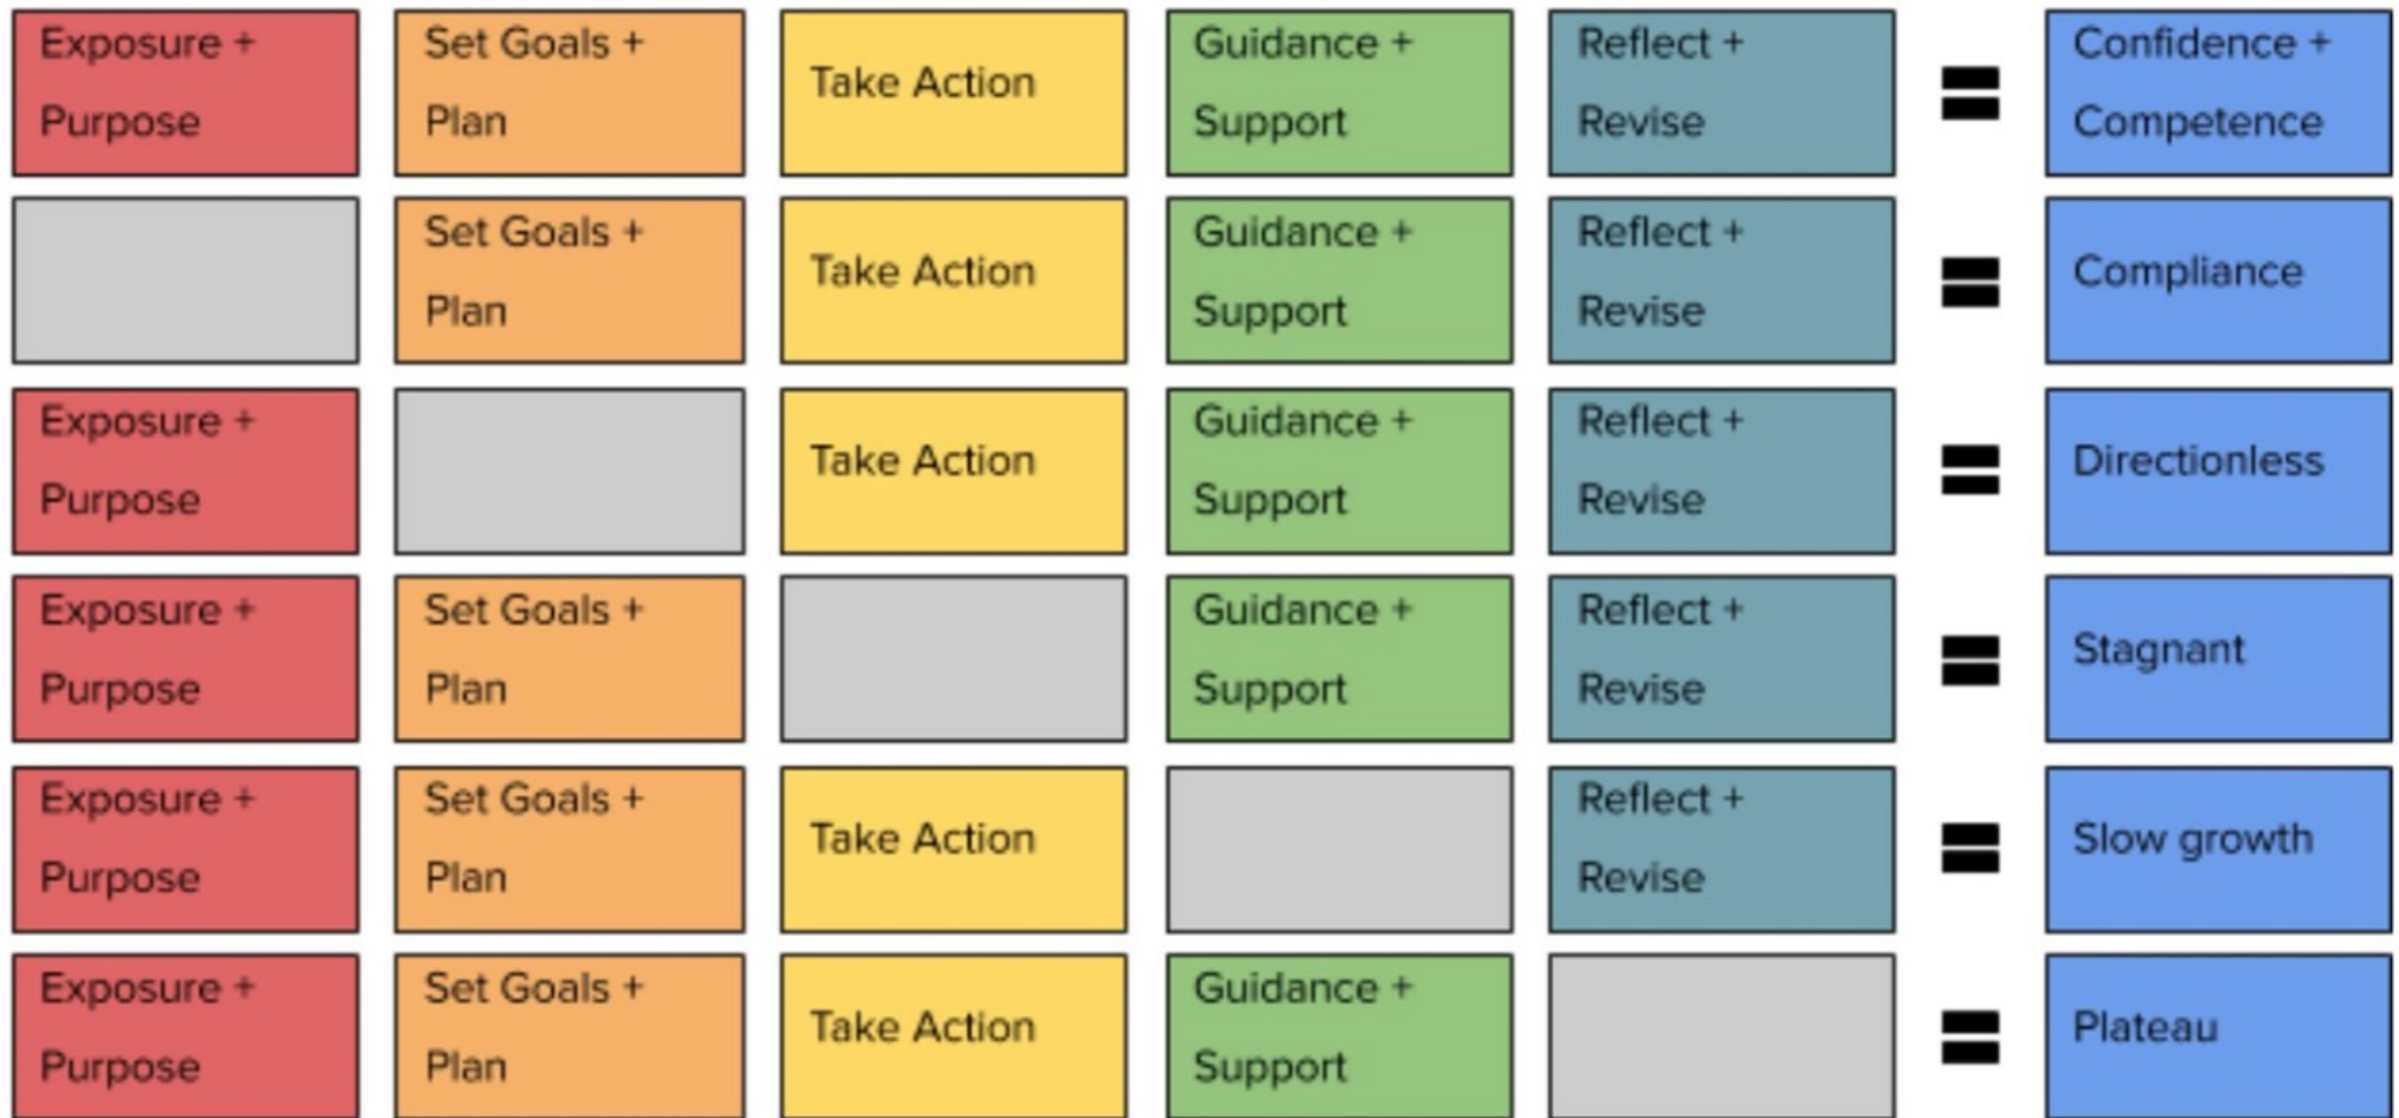 Exposure +
Purpose
Set Goals +
Plan
Take Action
Guidance +
Support
Reflect +
Revise
=
Confidence +
Competence
Set Goals +
Plan
Take Action
Guidance +
Support
Reflect +
Revise
=
Compliance
Exposure +
Purpose
Take Action
Guidance +
Support
Reflect +
Revise
=
Directionless
Exposure +
Purpose
Set Goals +
Plan
Guidance +
Support
Reflect +
Revise
=
Stagnant
Exposure +
Purpose
Set Goals +
Plan
Take Action
Reflect +
Revise
=
Slow growth
Exposure +
Purpose
Set Goals +
Plan
Take Action
Guidance +
Support
=
Plateau